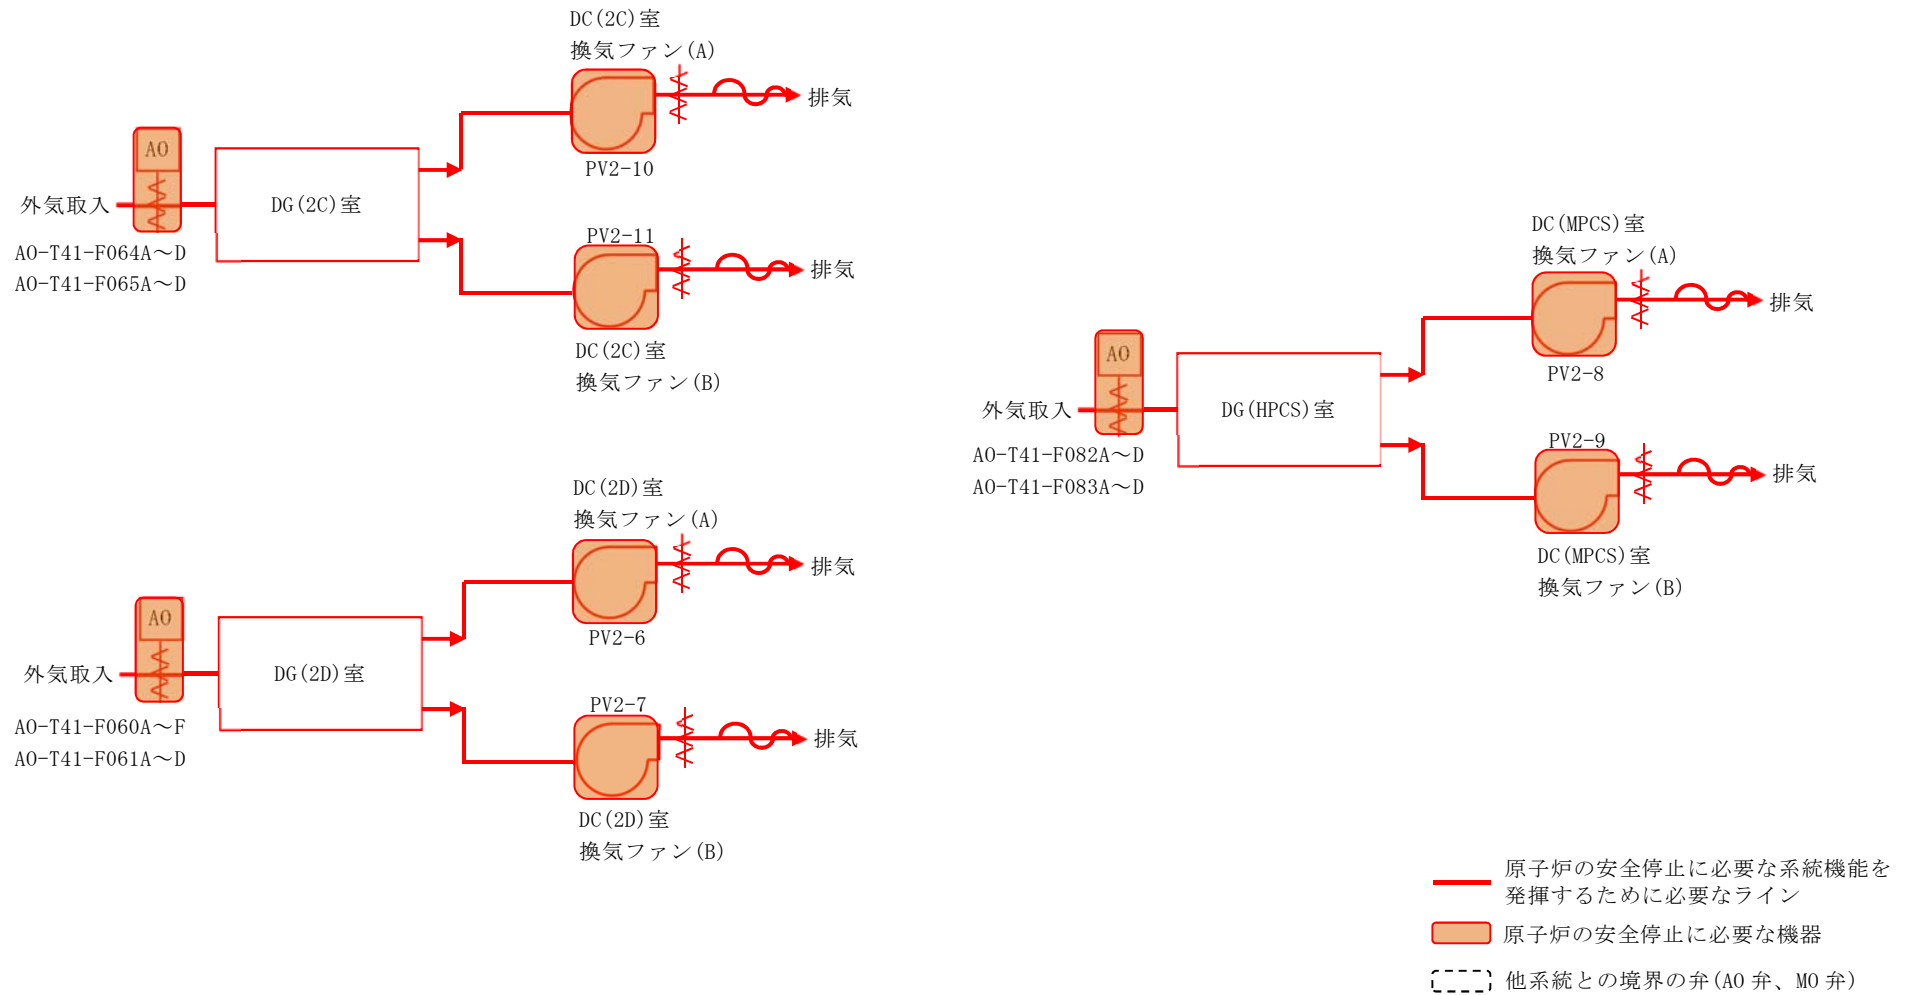 DC(2C)室
換気ファン(A)
排気
PV2-10
AO
外気取入
DG(2C)室
AO-T41-F064A～D
AO-T41-F065A～D
PV2-11
排気
DC(2C)室
換気ファン(B)
DC(2D)室
換気ファン(A)
排気
PV2-6
AO
外気取入
DG(2D)室
AO-T41-F060A～F
AO-T41-F061A～D
PV2-7
排気
DC(2D)室
換気ファン(B)
DC(MPCS)室
換気ファン(A)
排気
PV2-8
AO
外気取入
DG(HPCS)室
AO-T41-F082A～D
AO-T41-F083A～D
PV2-9
排気
DC(MPCS)室
換気ファン(B)
原子炉の安全停止に必要な系統機能を
発揮するために必要なライン
原子炉の安全停止に必要な機器
他系統との境界の弁(AO 弁、MO 弁)